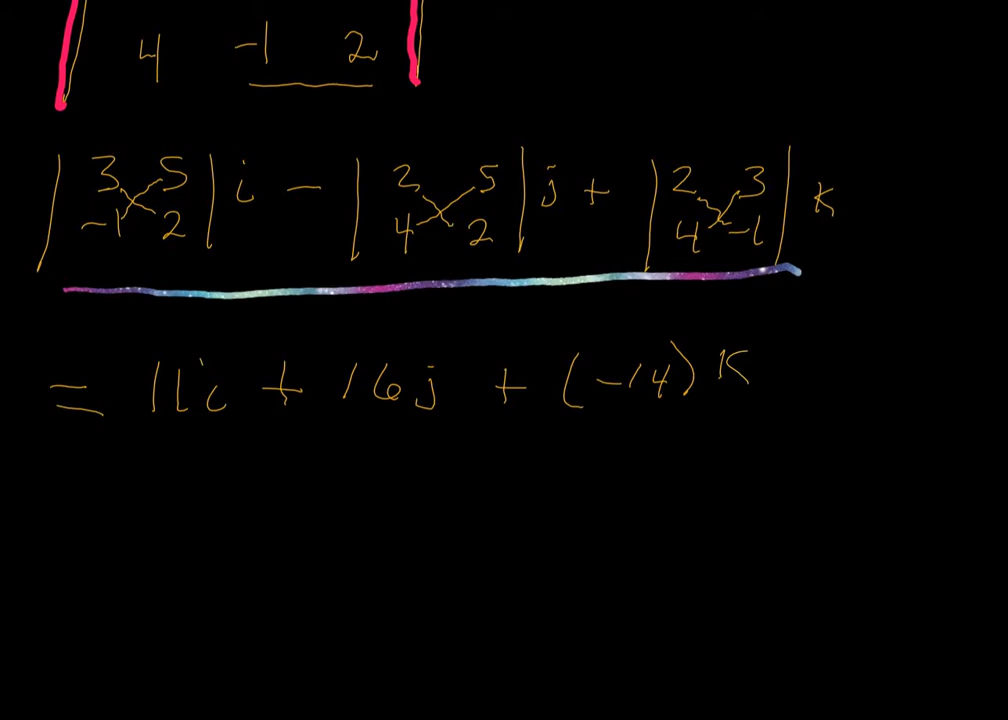 4 -1 2
| 3 5 | i - | 2 5 | j + | 2 3 | k
| -1 2 | | 4 2 | | 4 -1 |
= 11i + 16j + (-14)k